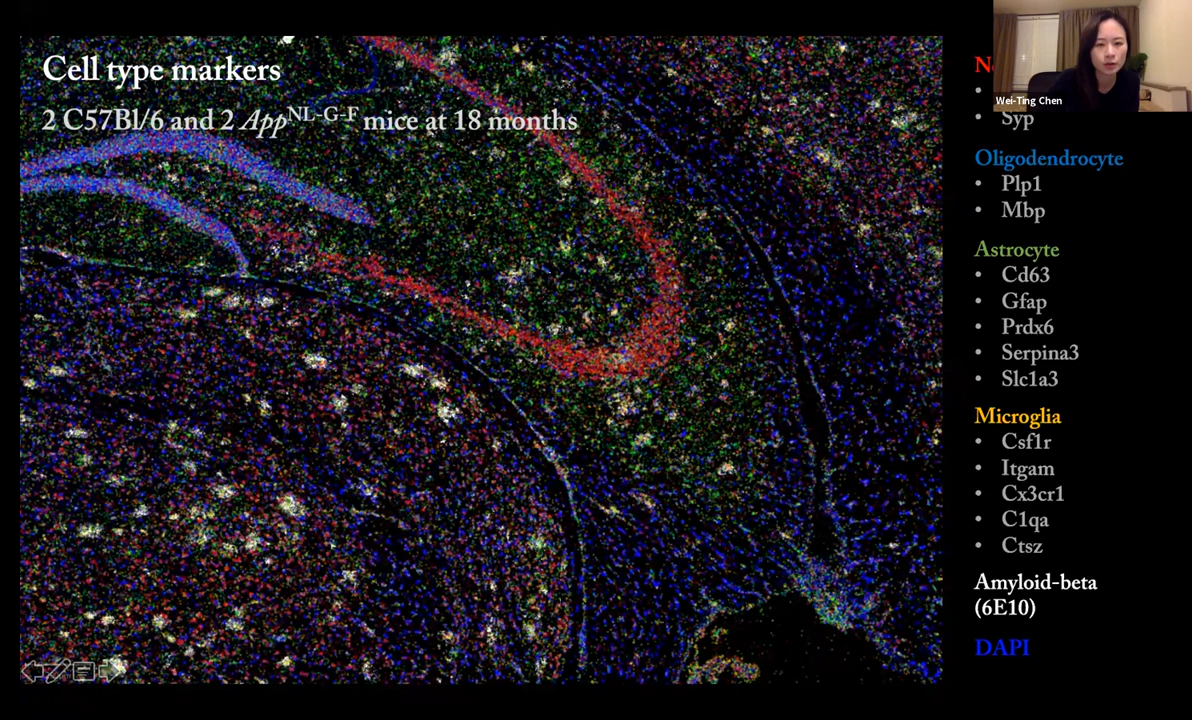 Cell type markers
2 C57Bl/6 and 2 App^NL-G-F mice at 18 months
Wei-Ting Chen
Syp
Oligodendrocyte
• Plp1
• Mbp
Astrocyte
• Cd63
• Gfap
• Prdx6
• Serpina3
• Slc1a3
Microglia
• Csf1r
• Itgam
• Cx3cr1
• C1qa
• Ctsz
Amyloid-beta
(6E10)
DAPI